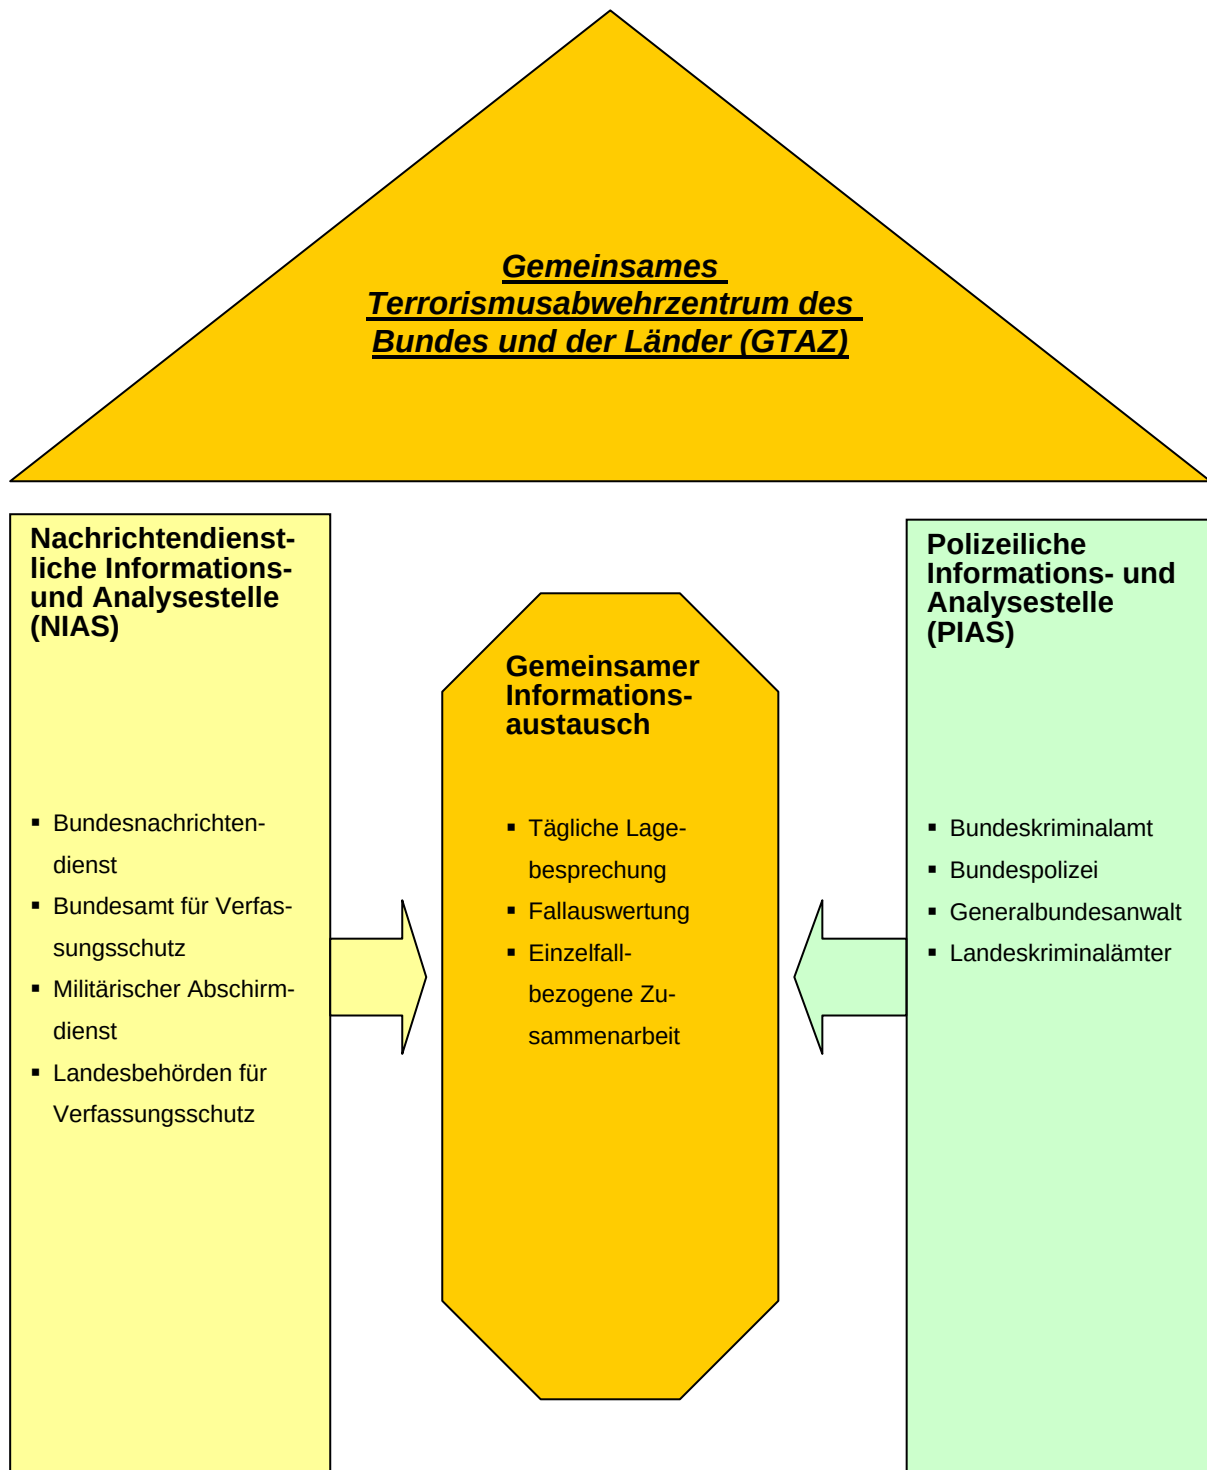 Gemeinsames
Terrorismusabwehrzentrum des
Bundes und der Länder (GTAZ)
Nachrichtendienst-
liche Informations-
und Analysestelle
(NIAS)
▪ Bundesnachrichten-
dienst
▪ Bundesamt für Verfas-
sungsschutz
▪ Militärischer Abschirm-
dienst
▪ Landesbehörden für
Verfassungsschutz
Gemeinsamer
Informations-
austausch
▪ Tägliche Lage-
besprechung
▪ Fallauswertung
▪ Einzelfall-
bezogene Zu-
sammenarbeit
Polizeiliche
Informations- und
Analysestelle
(PIAS)
▪ Bundeskriminalamt
▪ Bundespolizei
▪ Generalbundesanwalt
▪ Landeskriminalämter